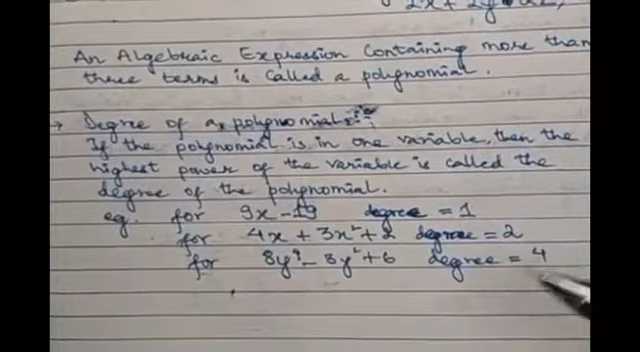 2x + 2y
An Algebraic Expression containing more than
three terms is called a polynomial.
→ Degree of a polynomial :-
If the polynomial is in one variable, then the
highest power of the variable is called the
degree of the polynomial.
eg. for 9x - 19 degree = 1
for 4x + 3x² + 2 degree = 2
for 8y⁴ - 3y² + 6 degree = 4